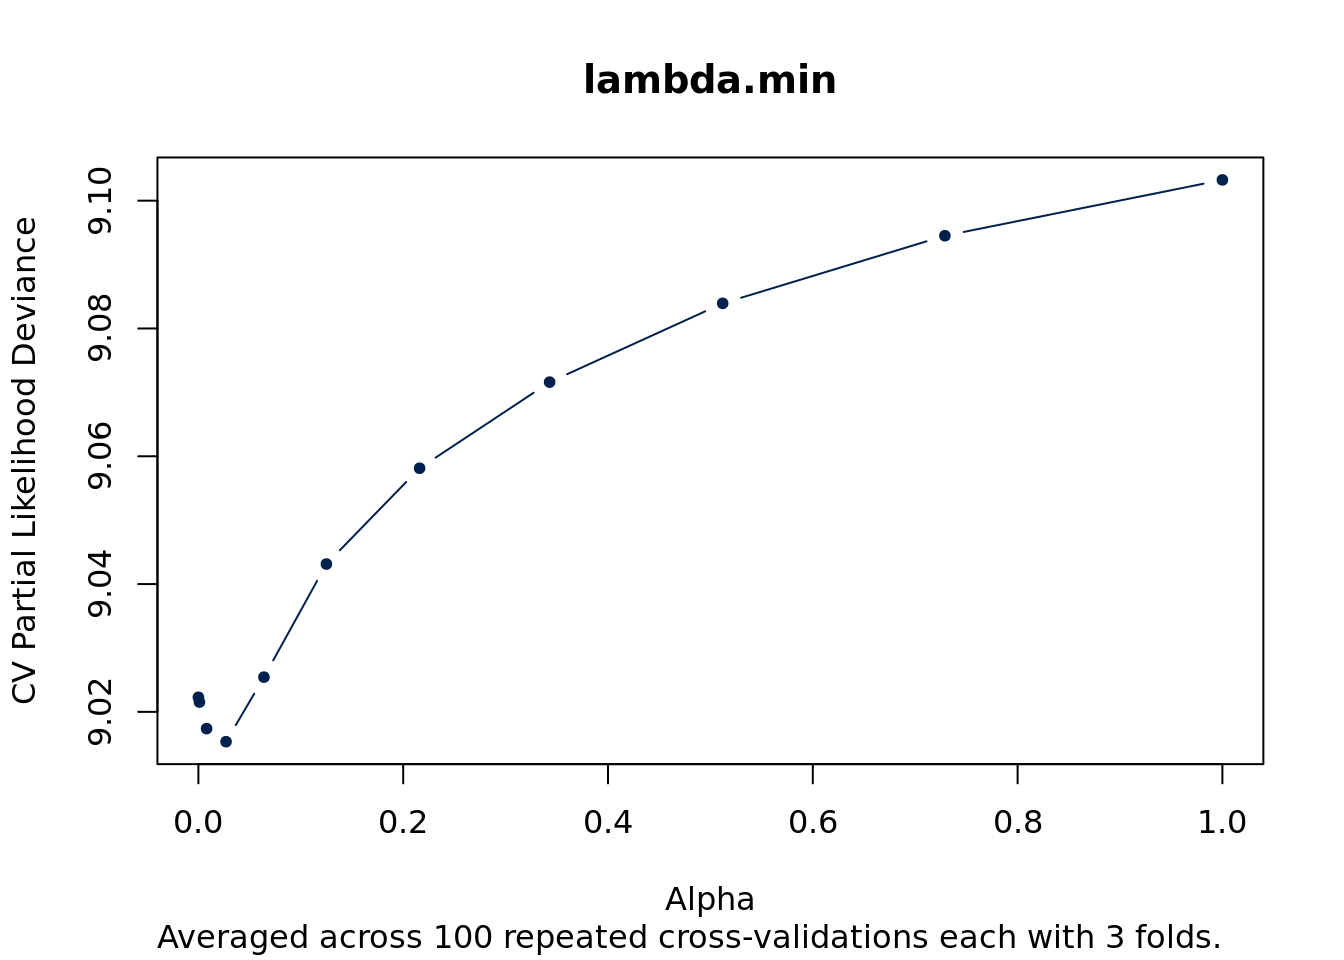 lambda.min
CV Partial Likelihood Deviance
9.10
9.08
9.06
9.04
9.02
0.0 0.2 0.4 0.6 0.8 1.0
Alpha
Averaged across 100 repeated cross-validations each with 3 folds.